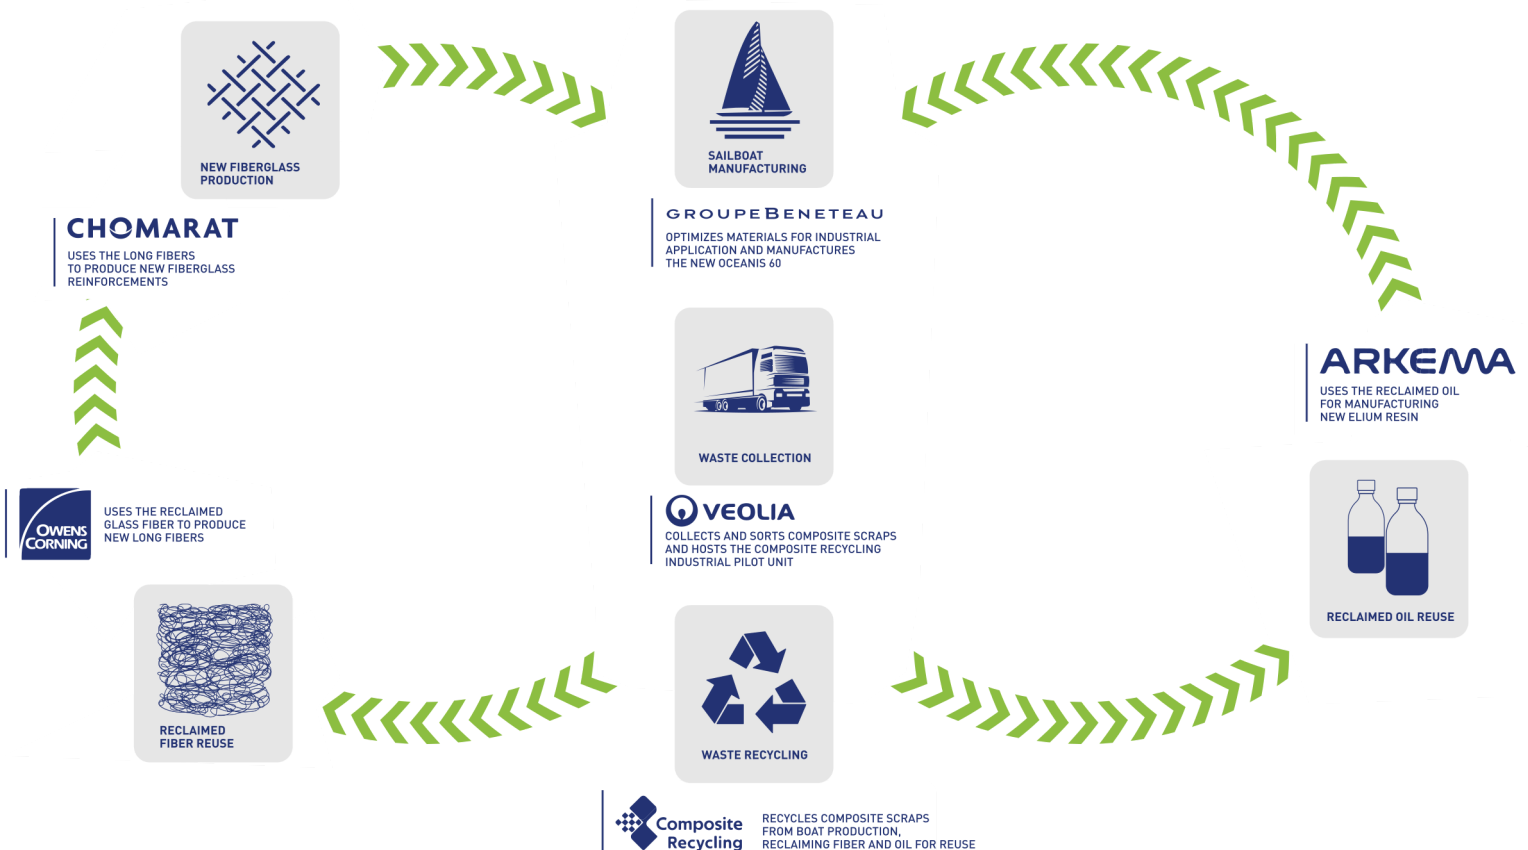 NEW FIBERGLASS
PRODUCTION
CHOMARAT
USES THE LONG FIBERS
TO PRODUCE NEW FIBERGLASS
REINFORCEMENTS
SAILBOAT
MANUFACTURING
GROUPE BENETEAU
OPTIMIZES MATERIALS FOR INDUSTRIAL
APPLICATION AND MANUFACTURES
THE NEW OCEANIS 60
WASTE COLLECTION
VEOLIA
COLLECTS AND SORTS COMPOSITE SCRAPS
AND HOSTS THE COMPOSITE RECYCLING
INDUSTRIAL PILOT UNIT
ARKEMA
USES THE RECLAIMED OIL
FOR MANUFACTURING
NEW ELIUM RESIN
RECLAIMED OIL REUSE
OWENS
CORNING
USES THE RECLAIMED
GLASS FIBER TO PRODUCE
NEW LONG FIBERS
RECLAIMED
FIBER REUSE
WASTE RECYCLING
Composite
Recycling
RECYCLES COMPOSITE SCRAPS
FROM BOAT PRODUCTION,
RECLAIMING FIBER AND OIL FOR REUSE